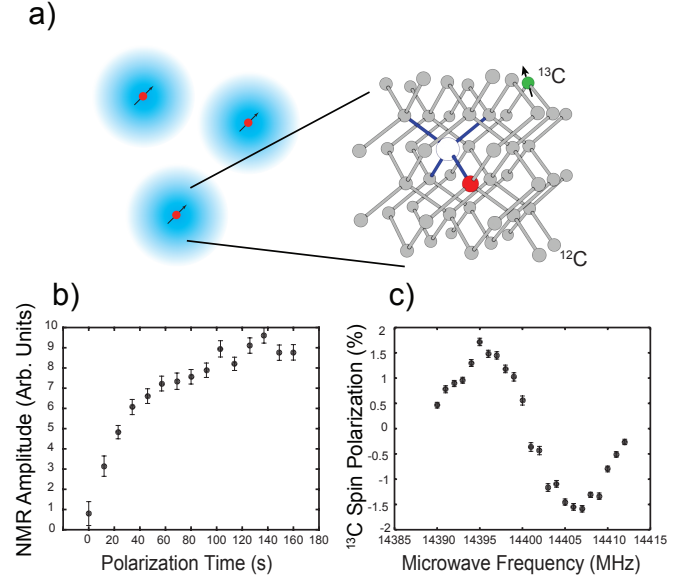 a)
13C
12C
b)
NMR Amplitude (Arb. Units)
10
9
8
7
6
5
4
3
2
1
0
0 20 40 60 80 100 120 140 160 180
Polarization Time (s)
c)
13C Spin Polarization (%)
2
1.5
1
0.5
0
-0.5
-1
-1.5
-2
14385 14390 14395 14400 14405 14410 14415
Microwave Frequency (MHz)